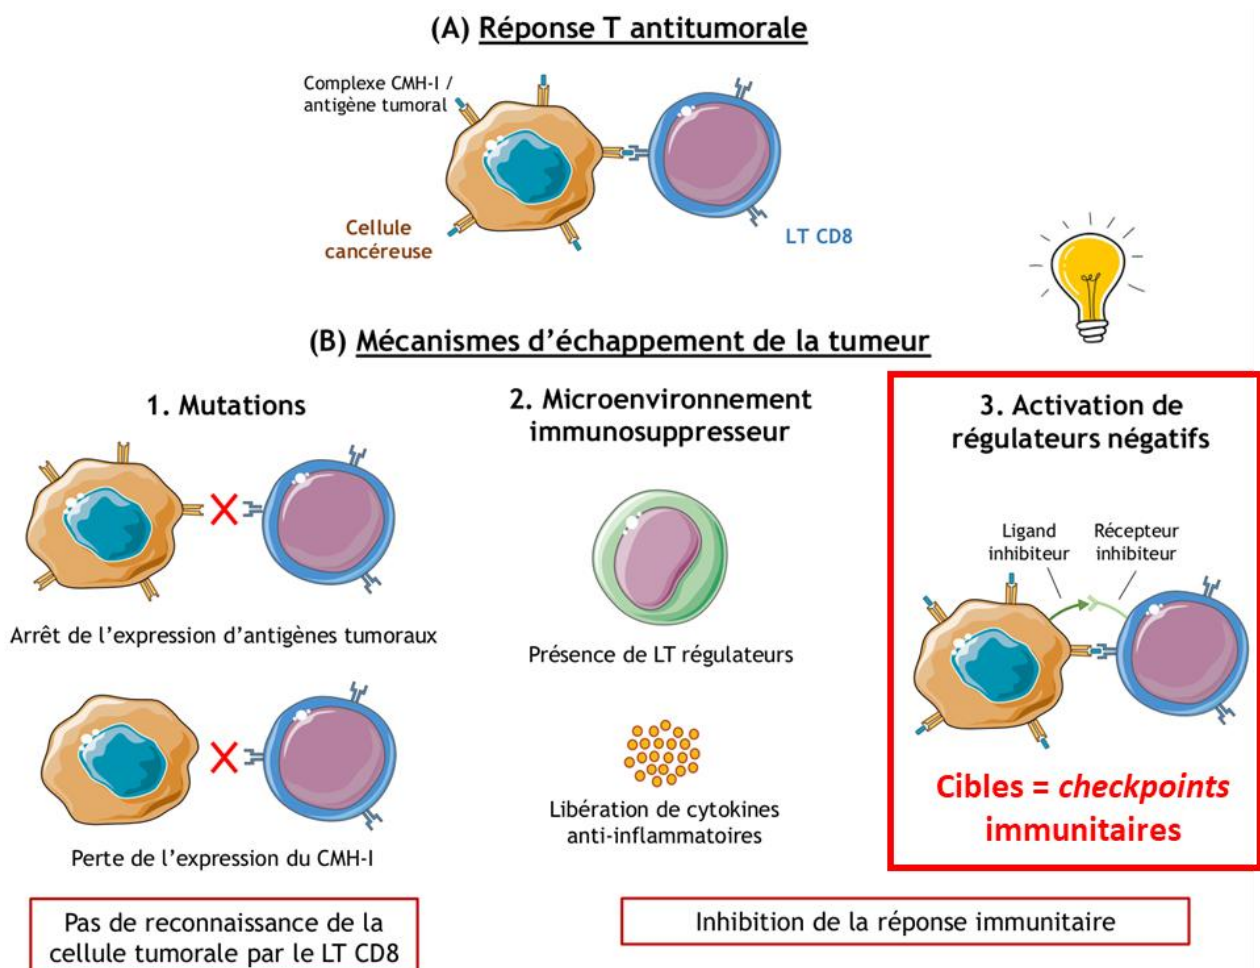 (A) Réponse T antitumorale
Complexe CMH-I /
antigène tumoral
Cellule
cancéreuse
LT CD8
(B) Mécanismes d’échappement de la tumeur
1. Mutations
Arrêt de l’expression d’antigènes tumoraux
Perte de l’expression du CMH-I
Pas de reconnaissance de la
cellule tumorale par le LT CD8
2. Microenvironnement
immunosuppresseur
Présence de LT régulateurs
Libération de cytokines
anti-inflammatoires
3. Activation de
régulateurs négatifs
Ligand
inhibiteur
Récepteur
inhibiteur
Cibles = checkpoints
immunitaires
Inhibition de la réponse immunitaire